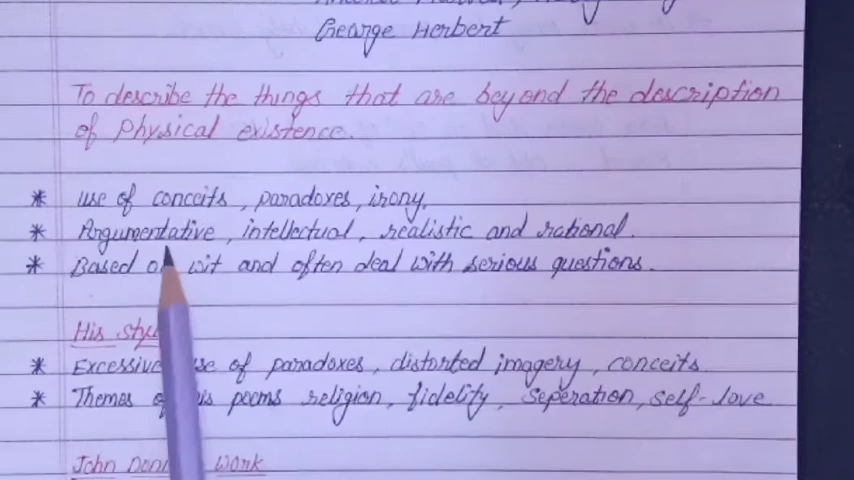 George Herbert
To describe the things that are beyond the description
of Physical existence.
* use of conceits, paradoxes, irony.
* Argumentative, intellectual, realistic and rational.
* Based o wit and often deal with serious questions.
His sty
* Excessive se of paradoxes, distorted imagery, conceits.
* Themes of is poems religion, fidelity, seperation, self-love.
John Don Work